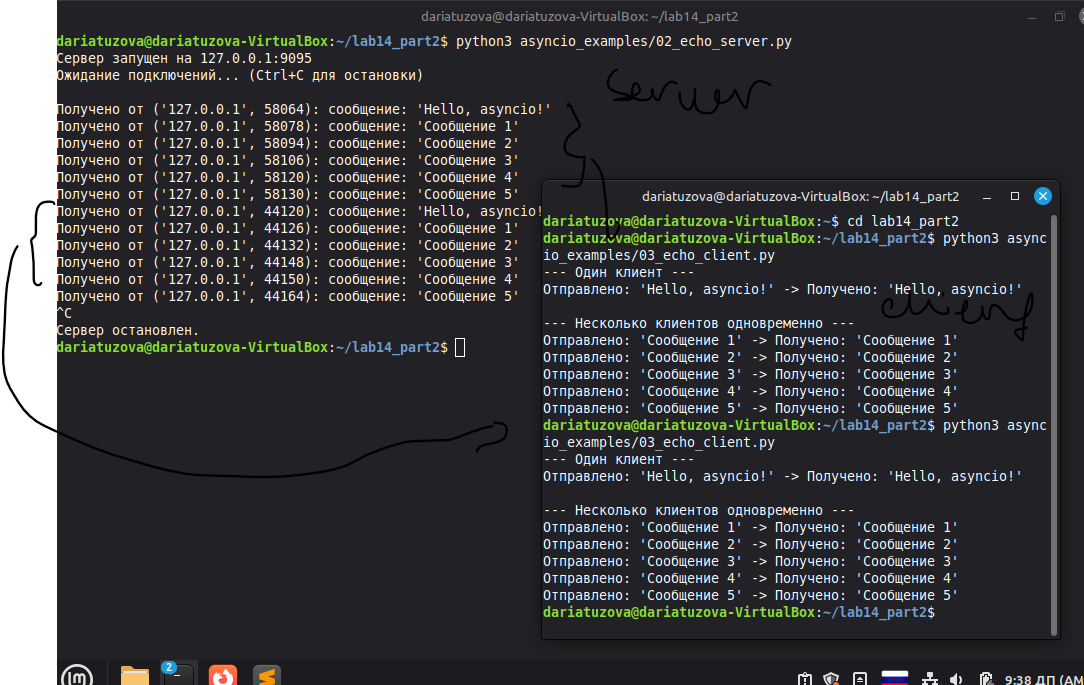 dariatuzova@dariatuzova-VirtualBox: ~/lab14_part2
dariatuzova@dariatuzova-VirtualBox:~/lab14_part2$ python3 asyncio_examples/02_echo_server.py
Сервер запущен на 127.0.0.1:9095
Ожидание подключений... (Ctrl+C для остановки)
server
Получено от ('127.0.0.1', 58064): сообщение: 'Hello, asyncio!'
Получено от ('127.0.0.1', 58078): сообщение: 'Сообщение 1'
Получено от ('127.0.0.1', 58094): сообщение: 'Сообщение 2'
Получено от ('127.0.0.1', 58106): сообщение: 'Сообщение 3'
Получено от ('127.0.0.1', 58120): сообщение: 'Сообщение 4'
Получено от ('127.0.0.1', 58130): сообщение: 'Сообщение 5'
Получено от ('127.0.0.1', 44120): сообщение: 'Hello, asyncio!
Получено от ('127.0.0.1', 44126): сообщение: 'Сообщение 1'
Получено от ('127.0.0.1', 44132): сообщение: 'Сообщение 2'
Получено от ('127.0.0.1', 44148): сообщение: 'Сообщение 3'
Получено от ('127.0.0.1', 44150): сообщение: 'Сообщение 4'
Получено от ('127.0.0.1', 44164): сообщение: 'Сообщение 5'
^C
Сервер остановлен.
dariatuzova@dariatuzova-VirtualBox:~/lab14_part2$
dariatuzova@dariatuzova-VirtualBox: ~/lab14_part2
dariatuzova@dariatuzova-VirtualBox:~$ cd lab14_part2
dariatuzova@dariatuzova-VirtualBox:~/lab14_part2$ python3 async
io_examples/03_echo_client.py
--- Один клиент ---
Отправлено: 'Hello, asyncio!' -> Получено: 'Hello, asyncio!'
client
--- Несколько клиентов одновременно ---
Отправлено: 'Сообщение 1' -> Получено: 'Сообщение 1'
Отправлено: 'Сообщение 2' -> Получено: 'Сообщение 2'
Отправлено: 'Сообщение 3' -> Получено: 'Сообщение 3'
Отправлено: 'Сообщение 4' -> Получено: 'Сообщение 4'
Отправлено: 'Сообщение 5' -> Получено: 'Сообщение 5'
dariatuzova@dariatuzova-VirtualBox:~/lab14_part2$ python3 async
io_examples/03_echo_client.py
--- Один клиент ---
Отправлено: 'Hello, asyncio!' -> Получено: 'Hello, asyncio!'
--- Несколько клиентов одновременно ---
Отправлено: 'Сообщение 1' -> Получено: 'Сообщение 1'
Отправлено: 'Сообщение 2' -> Получено: 'Сообщение 2'
Отправлено: 'Сообщение 3' -> Получено: 'Сообщение 3'
Отправлено: 'Сообщение 4' -> Получено: 'Сообщение 4'
Отправлено: 'Сообщение 5' -> Получено: 'Сообщение 5'
dariatuzova@dariatuzova-VirtualBox:~/lab14_part2$
2
9:38 ДП (AM